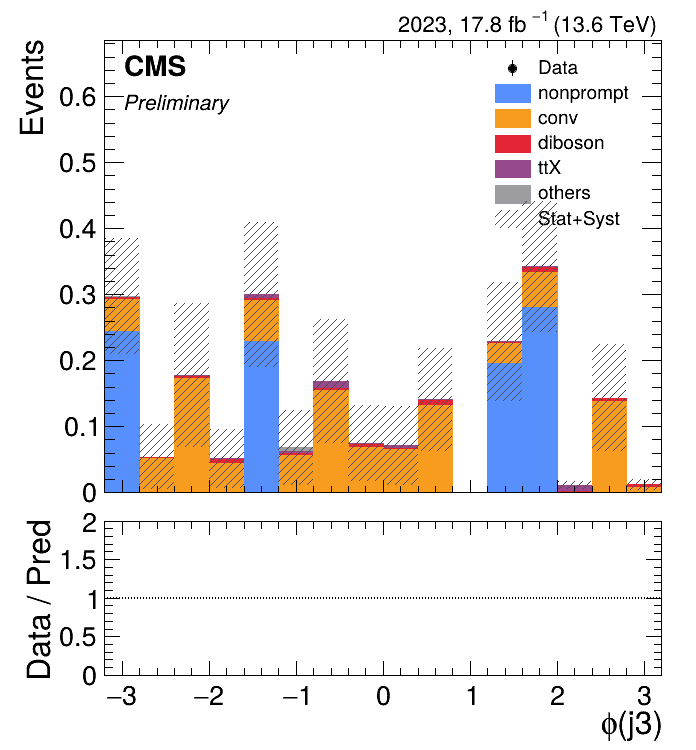 2023, 17.8 fb⁻¹ (13.6 TeV)
CMS
Preliminary
Events
Data
nonprompt
conv
diboson
ttX
others
Stat+Syst
0.6
0.5
0.4
0.3
0.2
0.1
0
Data / Pred
2
1.5
1
0.5
0
−3 −2 −1 0 1 2 3
ϕ(j3)